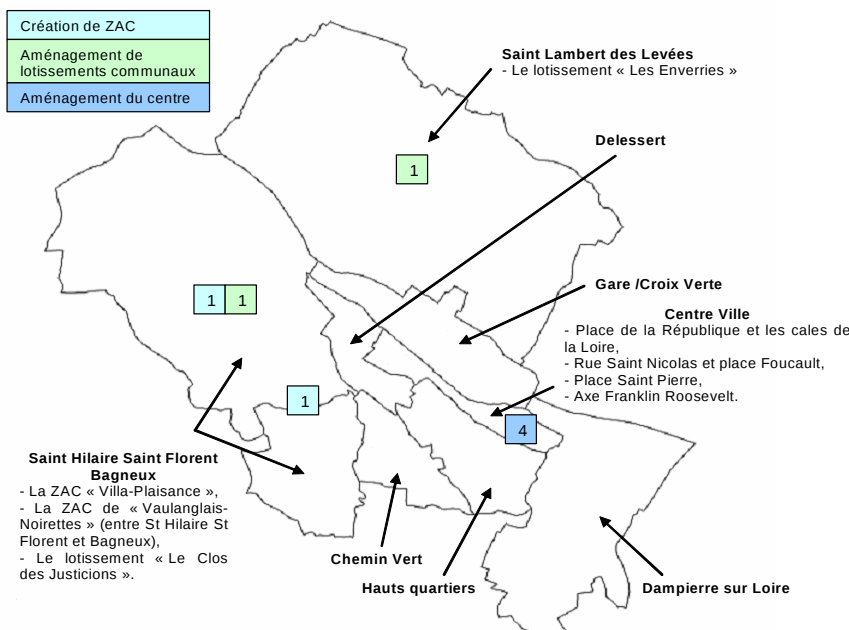 Création de ZAC
Aménagement de
lotissements communaux
Aménagement du centre
Saint Lambert des Levées
- Le lotissement « Les Enverries »
Delessert
1
Gare /Croix Verte
1 1
Centre Ville
- Place de la République et les cales de
la Loire,
- Rue Saint Nicolas et place Foucault,
- Place Saint Pierre,
- Axe Franklin Roosevelt.
1
4
Saint Hilaire Saint Florent
Bagneux
- La ZAC « Villa-Plaisance »,
- La ZAC de « Vaulanglais-
Noirettes » (entre St Hilaire St
Florent et Bagneux),
- Le lotissement « Le Clos
des Justicions ».
Chemin Vert
Hauts quartiers
Dampierre sur Loire